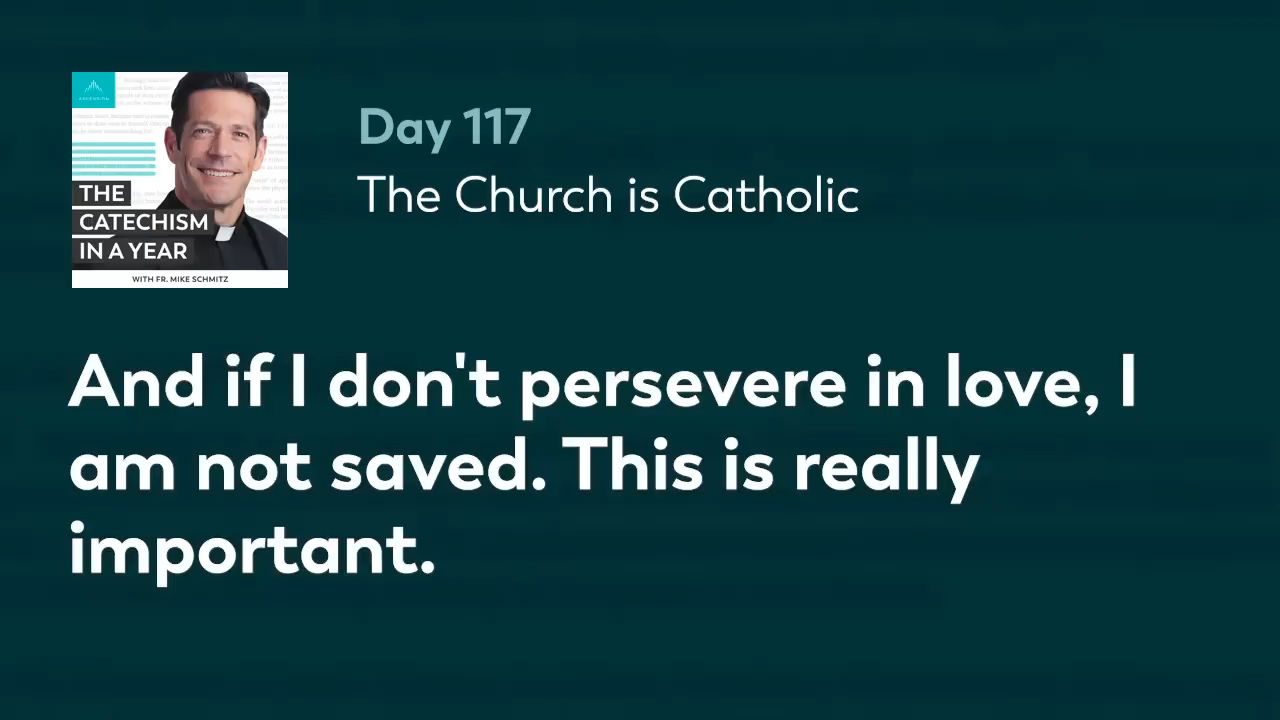 ASCENSION
THE
CATECHISM
IN A YEAR
WITH FR. MIKE SCHMITZ
Day 117
The Church is Catholic
And if I don't persevere in love, I
am not saved. This is really
important.